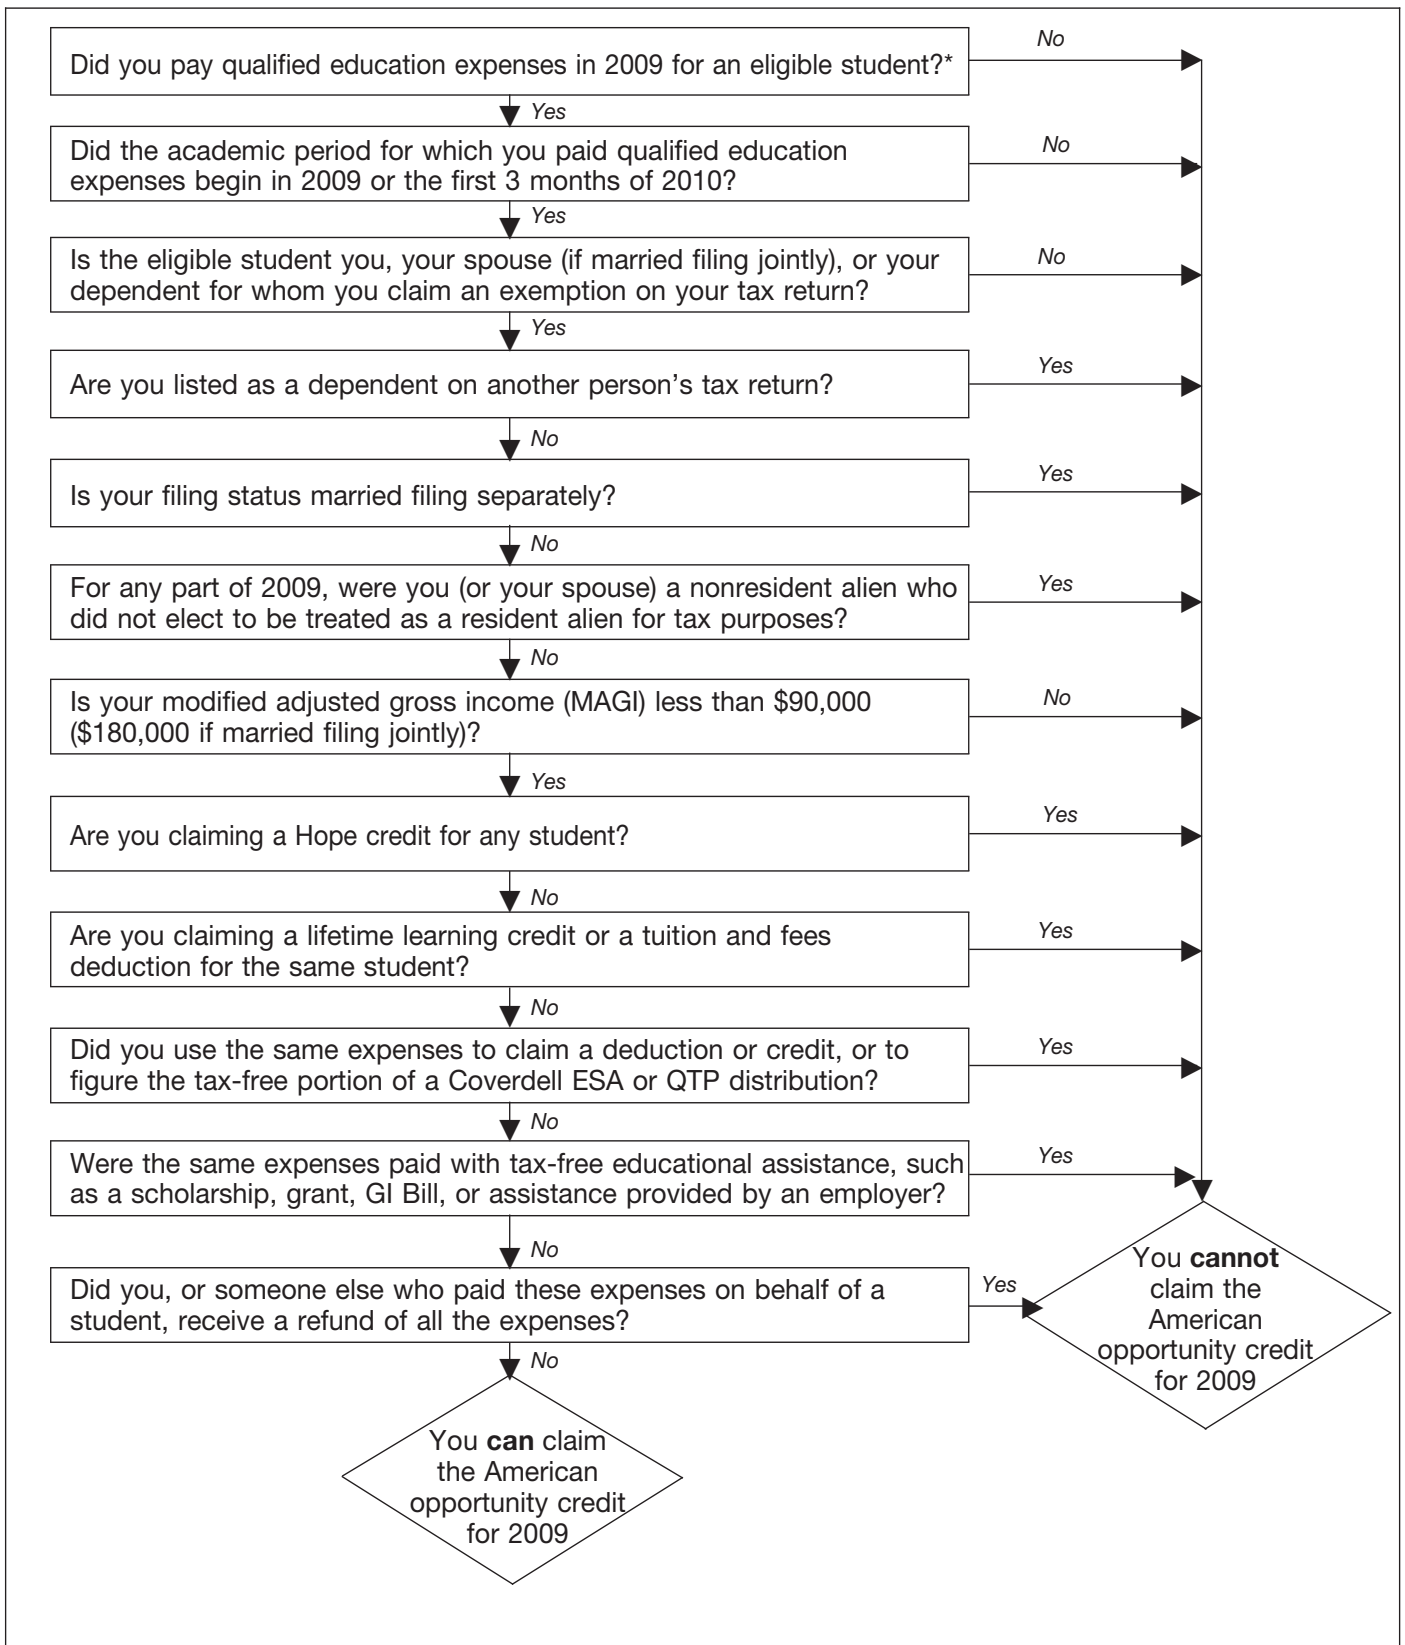 Did you pay qualified education expenses in 2009 for an eligible student?*
No
Yes
Did the academic period for which you paid qualified education
expenses begin in 2009 or the first 3 months of 2010?
No
Yes
Is the eligible student you, your spouse (if married filing jointly), or your
dependent for whom you claim an exemption on your tax return?
No
Yes
Are you listed as a dependent on another person’s tax return?
Yes
No
Is your filing status married filing separately?
Yes
No
For any part of 2009, were you (or your spouse) a nonresident alien who
did not elect to be treated as a resident alien for tax purposes?
Yes
No
Is your modified adjusted gross income (MAGI) less than $90,000
($180,000 if married filing jointly)?
No
Yes
Are you claiming a Hope credit for any student?
Yes
No
Are you claiming a lifetime learning credit or a tuition and fees
deduction for the same student?
Yes
No
Did you use the same expenses to claim a deduction or credit, or to
figure the tax-free portion of a Coverdell ESA or QTP distribution?
Yes
No
Were the same expenses paid with tax-free educational assistance, such
as a scholarship, grant, GI Bill, or assistance provided by an employer?
Yes
No
Did you, or someone else who paid these expenses on behalf of a
student, receive a refund of all the expenses?
Yes
No
You cannot
claim the
American
opportunity credit
for 2009
You can claim
the American
opportunity credit
for 2009